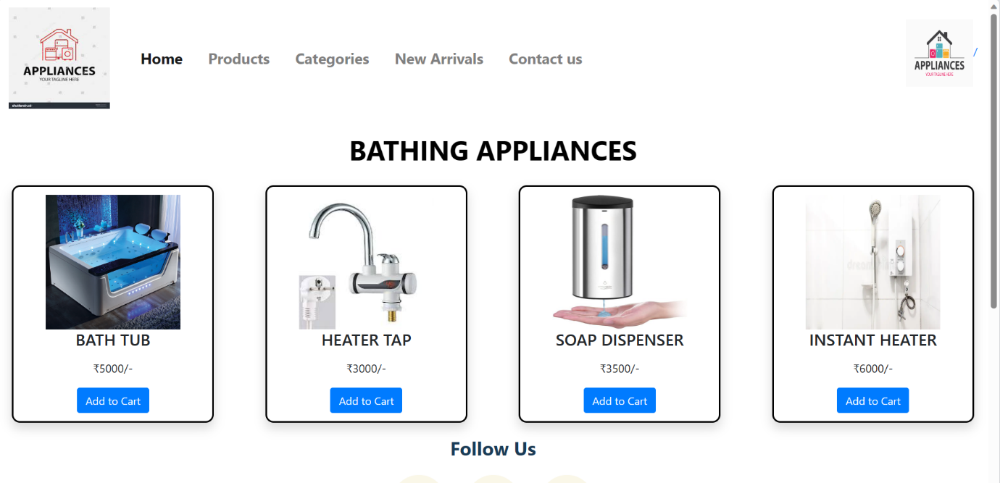 APPLIANCES
YOUR TAGLINE HERE
shutterstock
Home
Products
Categories
New Arrivals
Contact us
APPLIANCES
YOUR TAGLINE HERE
/
BATHING APPLIANCES
BATH TUB
₹5000/-
Add to Cart
HEATER TAP
₹3000/-
Add to Cart
SOAP DISPENSER
₹3500/-
Add to Cart
INSTANT HEATER
₹6000/-
Add to Cart
Follow Us